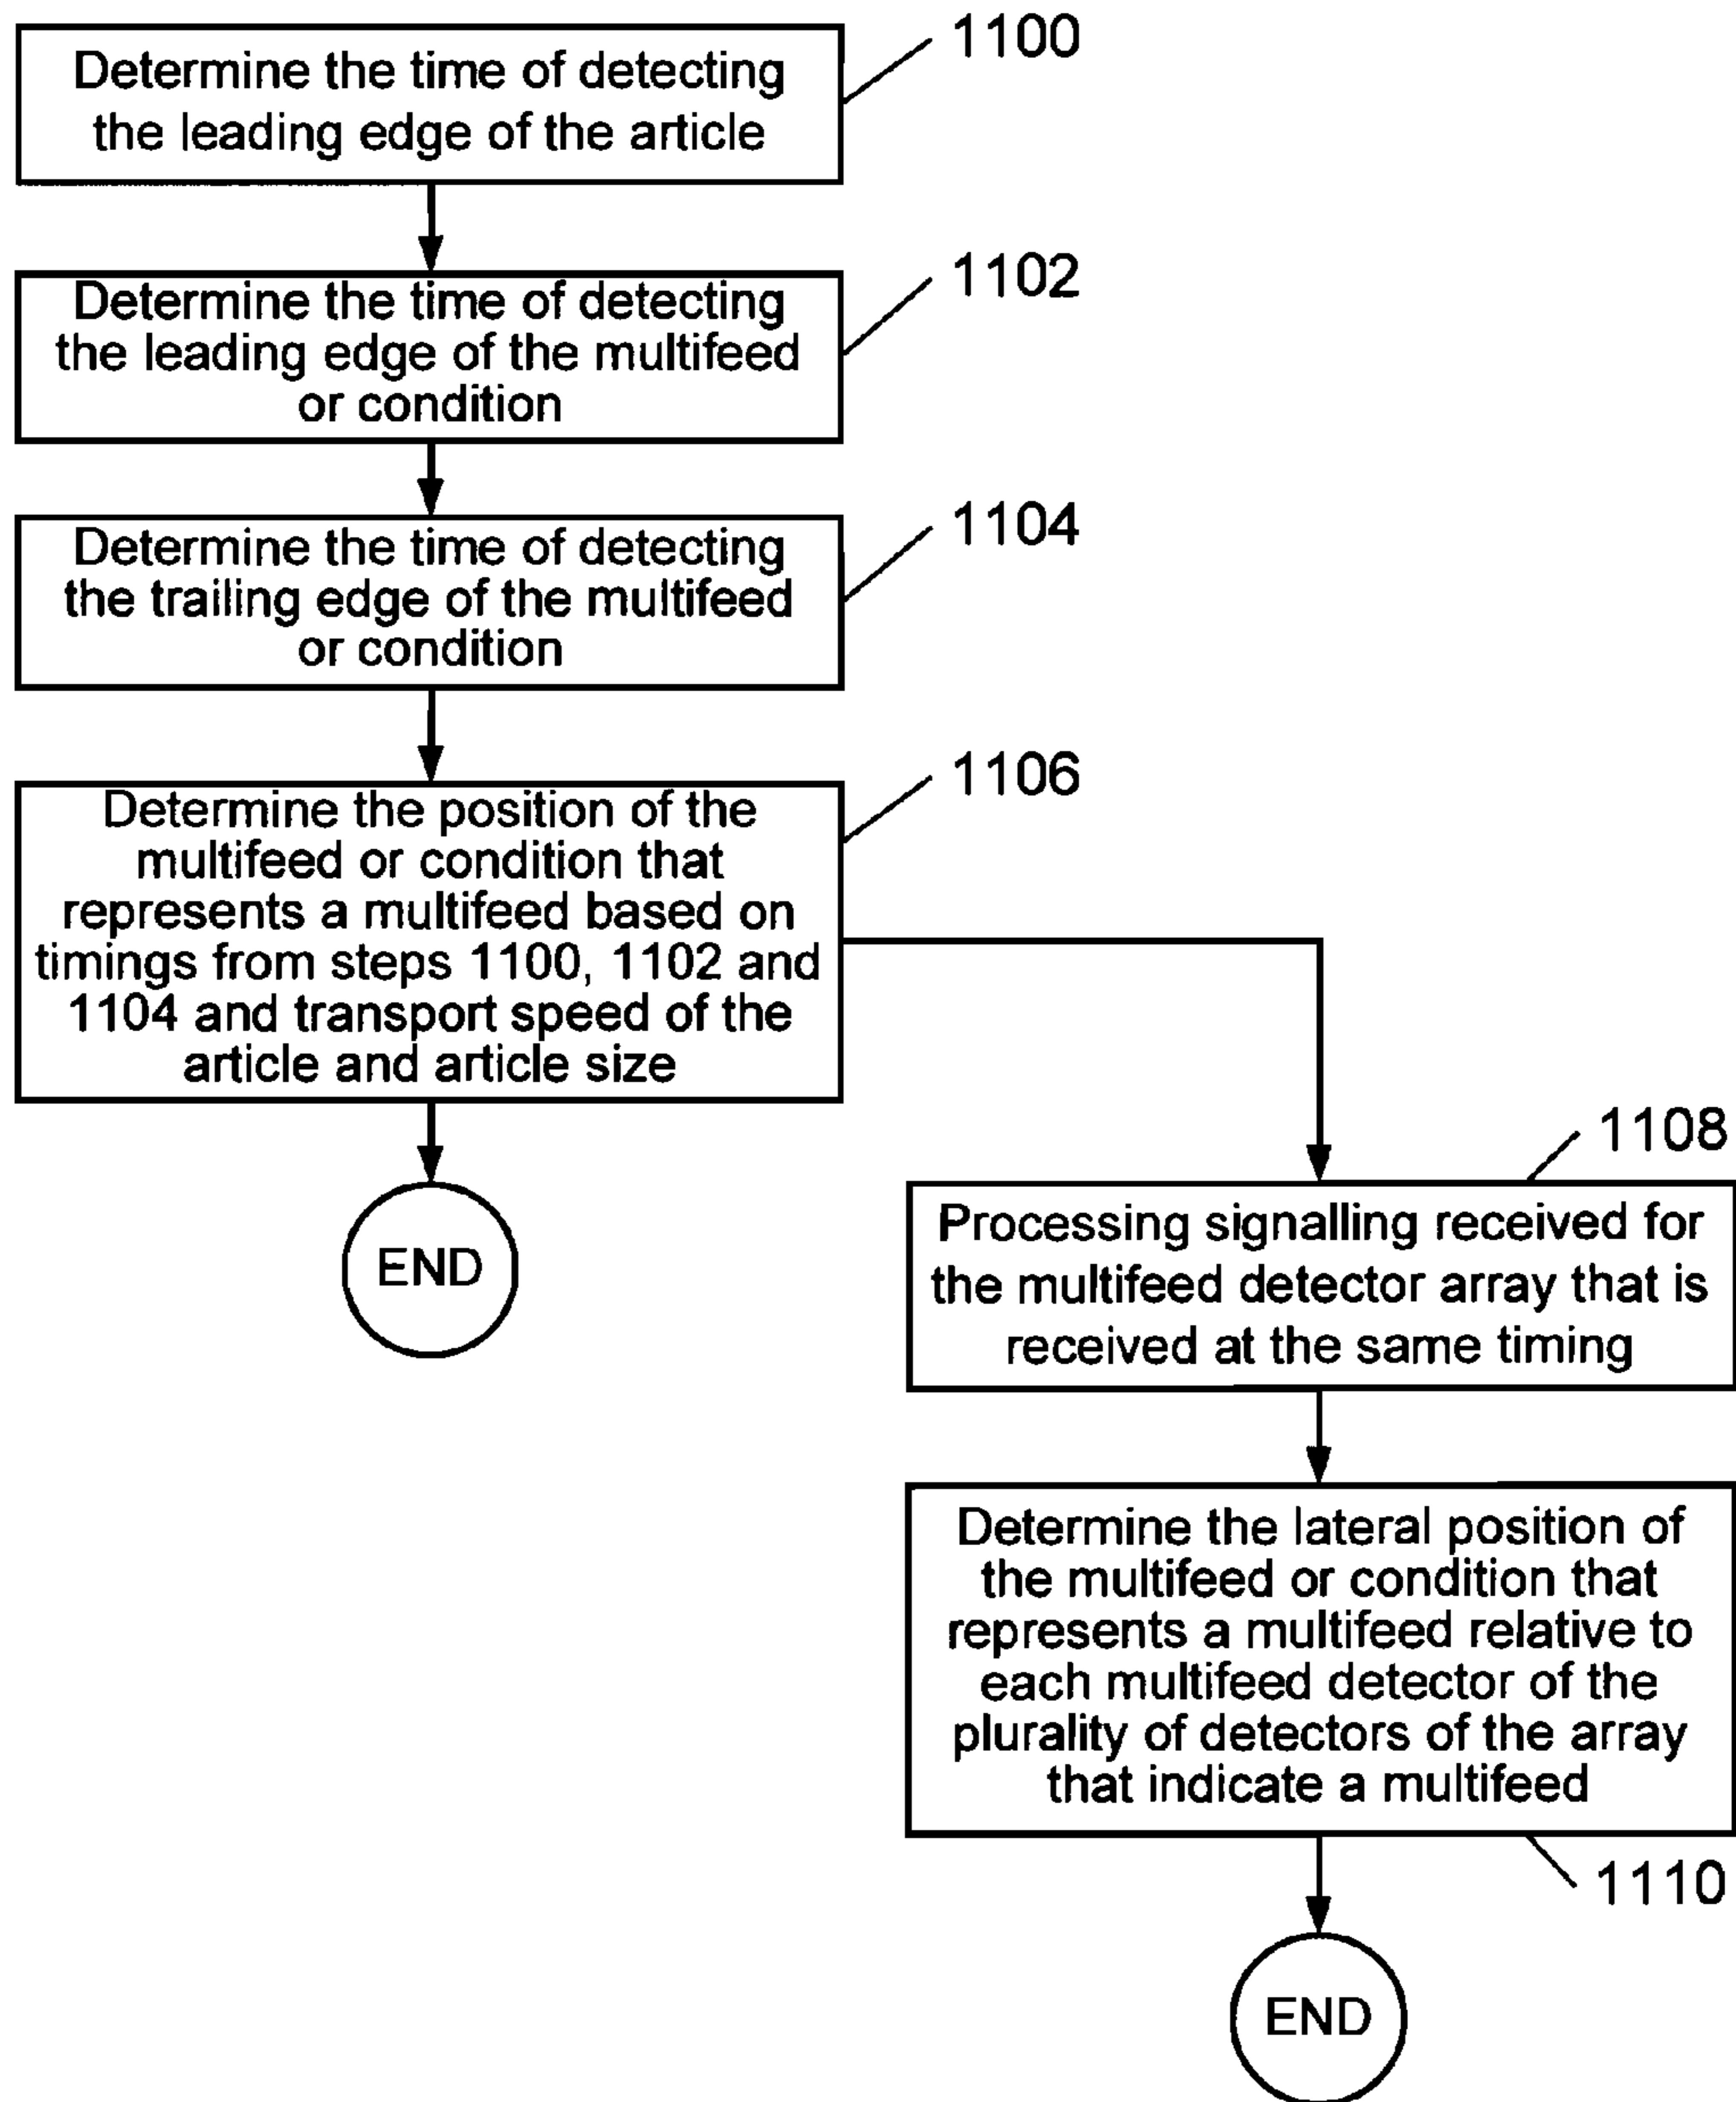 Determine the time of detecting
the leading edge of the article
1100
Determine the time of detecting
the leading edge of the multifeed
or condition
1102
Determine the time of detecting
the trailing edge of the multifeed
or condition
1104
Determine the position of the
multifeed or condition that
represents a multifeed based on
timings from steps 1100, 1102 and
1104 and transport speed of the
article and article size
1106
END
1108
Processing signalling received for
the multifeed detector array that is
received at the same timing
Determine the lateral position of
the multifeed or condition that
represents a multifeed relative to
each multifeed detector of the
plurality of detectors of the array
that indicate a multifeed
1110
END